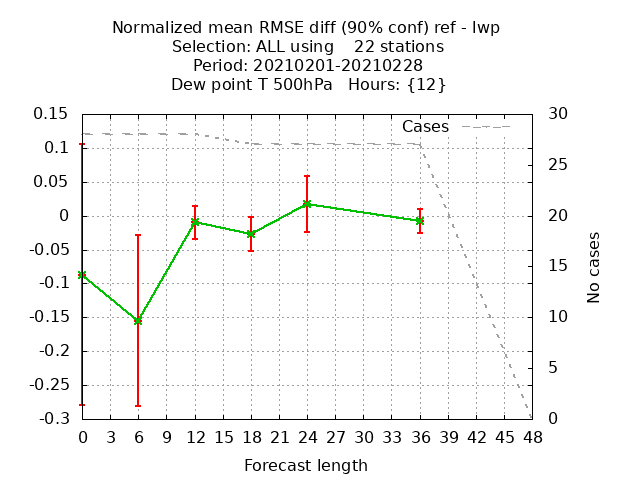 Normalized mean RMSE diff (90% conf) ref - lwp
Selection: ALL using    22 stations
Period: 20210201-20210228
Dew point T 500hPa   Hours: {12}
Cases
0.15
0.1
0.05
0
-0.05
-0.1
-0.15
-0.2
-0.25
-0.3
30
25
20
15
10
5
0
No cases
0 3 6 9 12 15 18 21 24 27 30 33 36 39 42 45 48
Forecast length